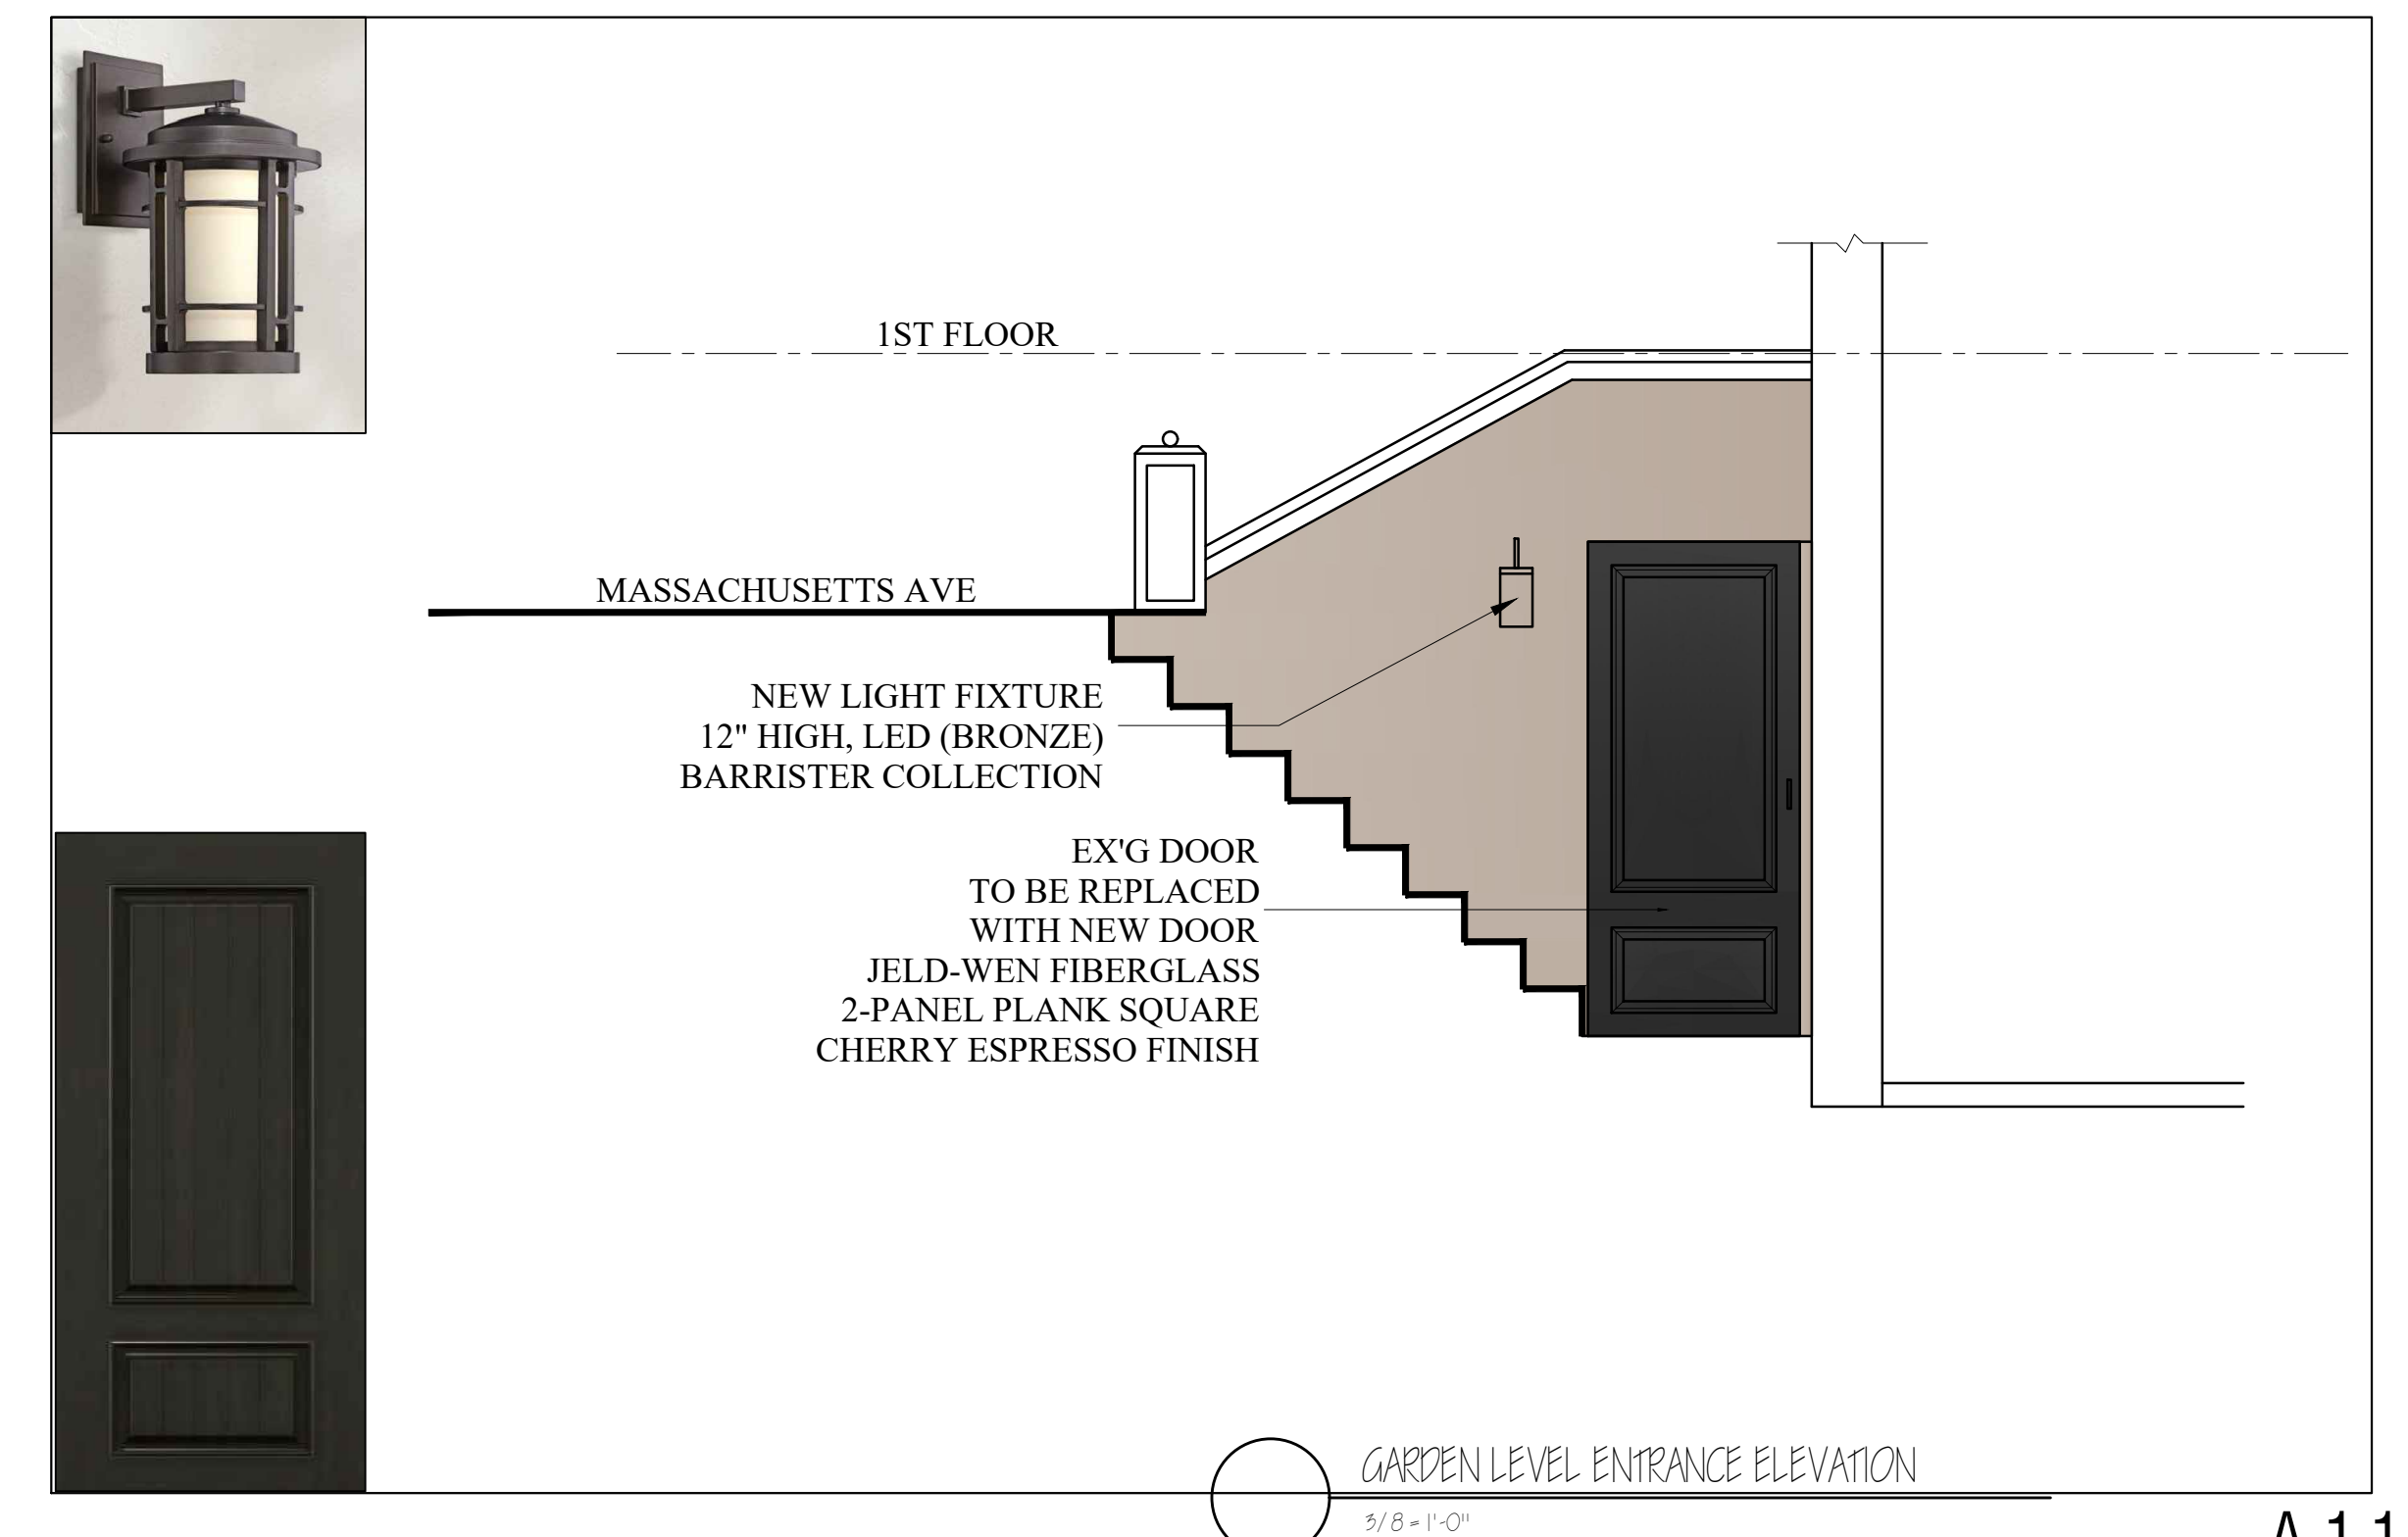 1ST FLOOR
MASSACHUSETTS AVE
NEW LIGHT FIXTURE
12" HIGH, LED (BRONZE)
BARRISTER COLLECTION
EX'G DOOR
TO BE REPLACED
WITH NEW DOOR
JELD-WEN FIBERGLASS
2-PANEL PLANK SQUARE
CHERRY ESPRESSO FINISH
GARDEN LEVEL ENTRANCE ELEVATION
3/8 = 1'-0"